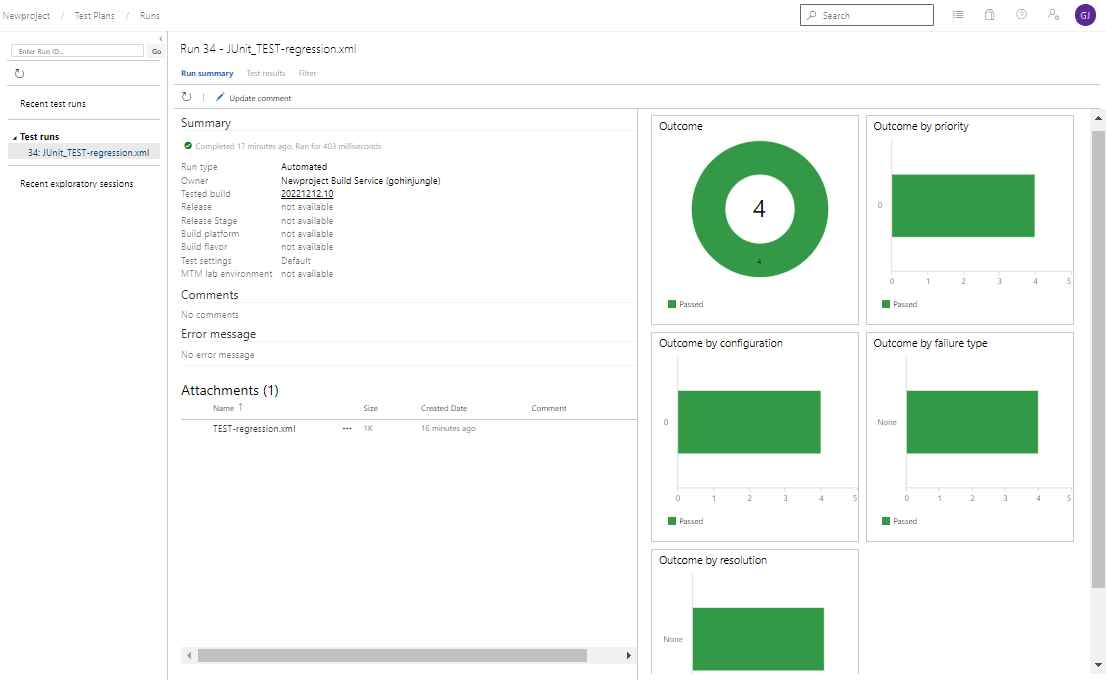 Newproject / Test Plans / Runs
Search
GJ
Enter Run ID...
Go
Recent test runs
Test runs
34: JUnit_TEST-regression.xml
Recent exploratory sessions
Run 34 - JUnit_TEST-regression.xml
Run summary Test results Filter
Update comment
Summary
Completed 17 minutes ago, Ran for 403 milliseconds
Run type Automated
Owner Newproject Build Service (gohinjungle)
Tested build 20221212.10
Release not available
Release Stage not available
Build platform not available
Build flavor not available
Test settings Default
MTM lab environment not available
Comments
No comments
Error message
No error message
Attachments (1)
Name ↑ Size Created Date Comment
TEST-regression.xml ... 1K 16 minutes ago
Outcome
4
4
Passed
Outcome by priority
0
0 1 2 3 4 5
Passed
Outcome by configuration
0
0 1 2 3 4 5
Passed
Outcome by failure type
None
0 1 2 3 4 5
Passed
Outcome by resolution
None